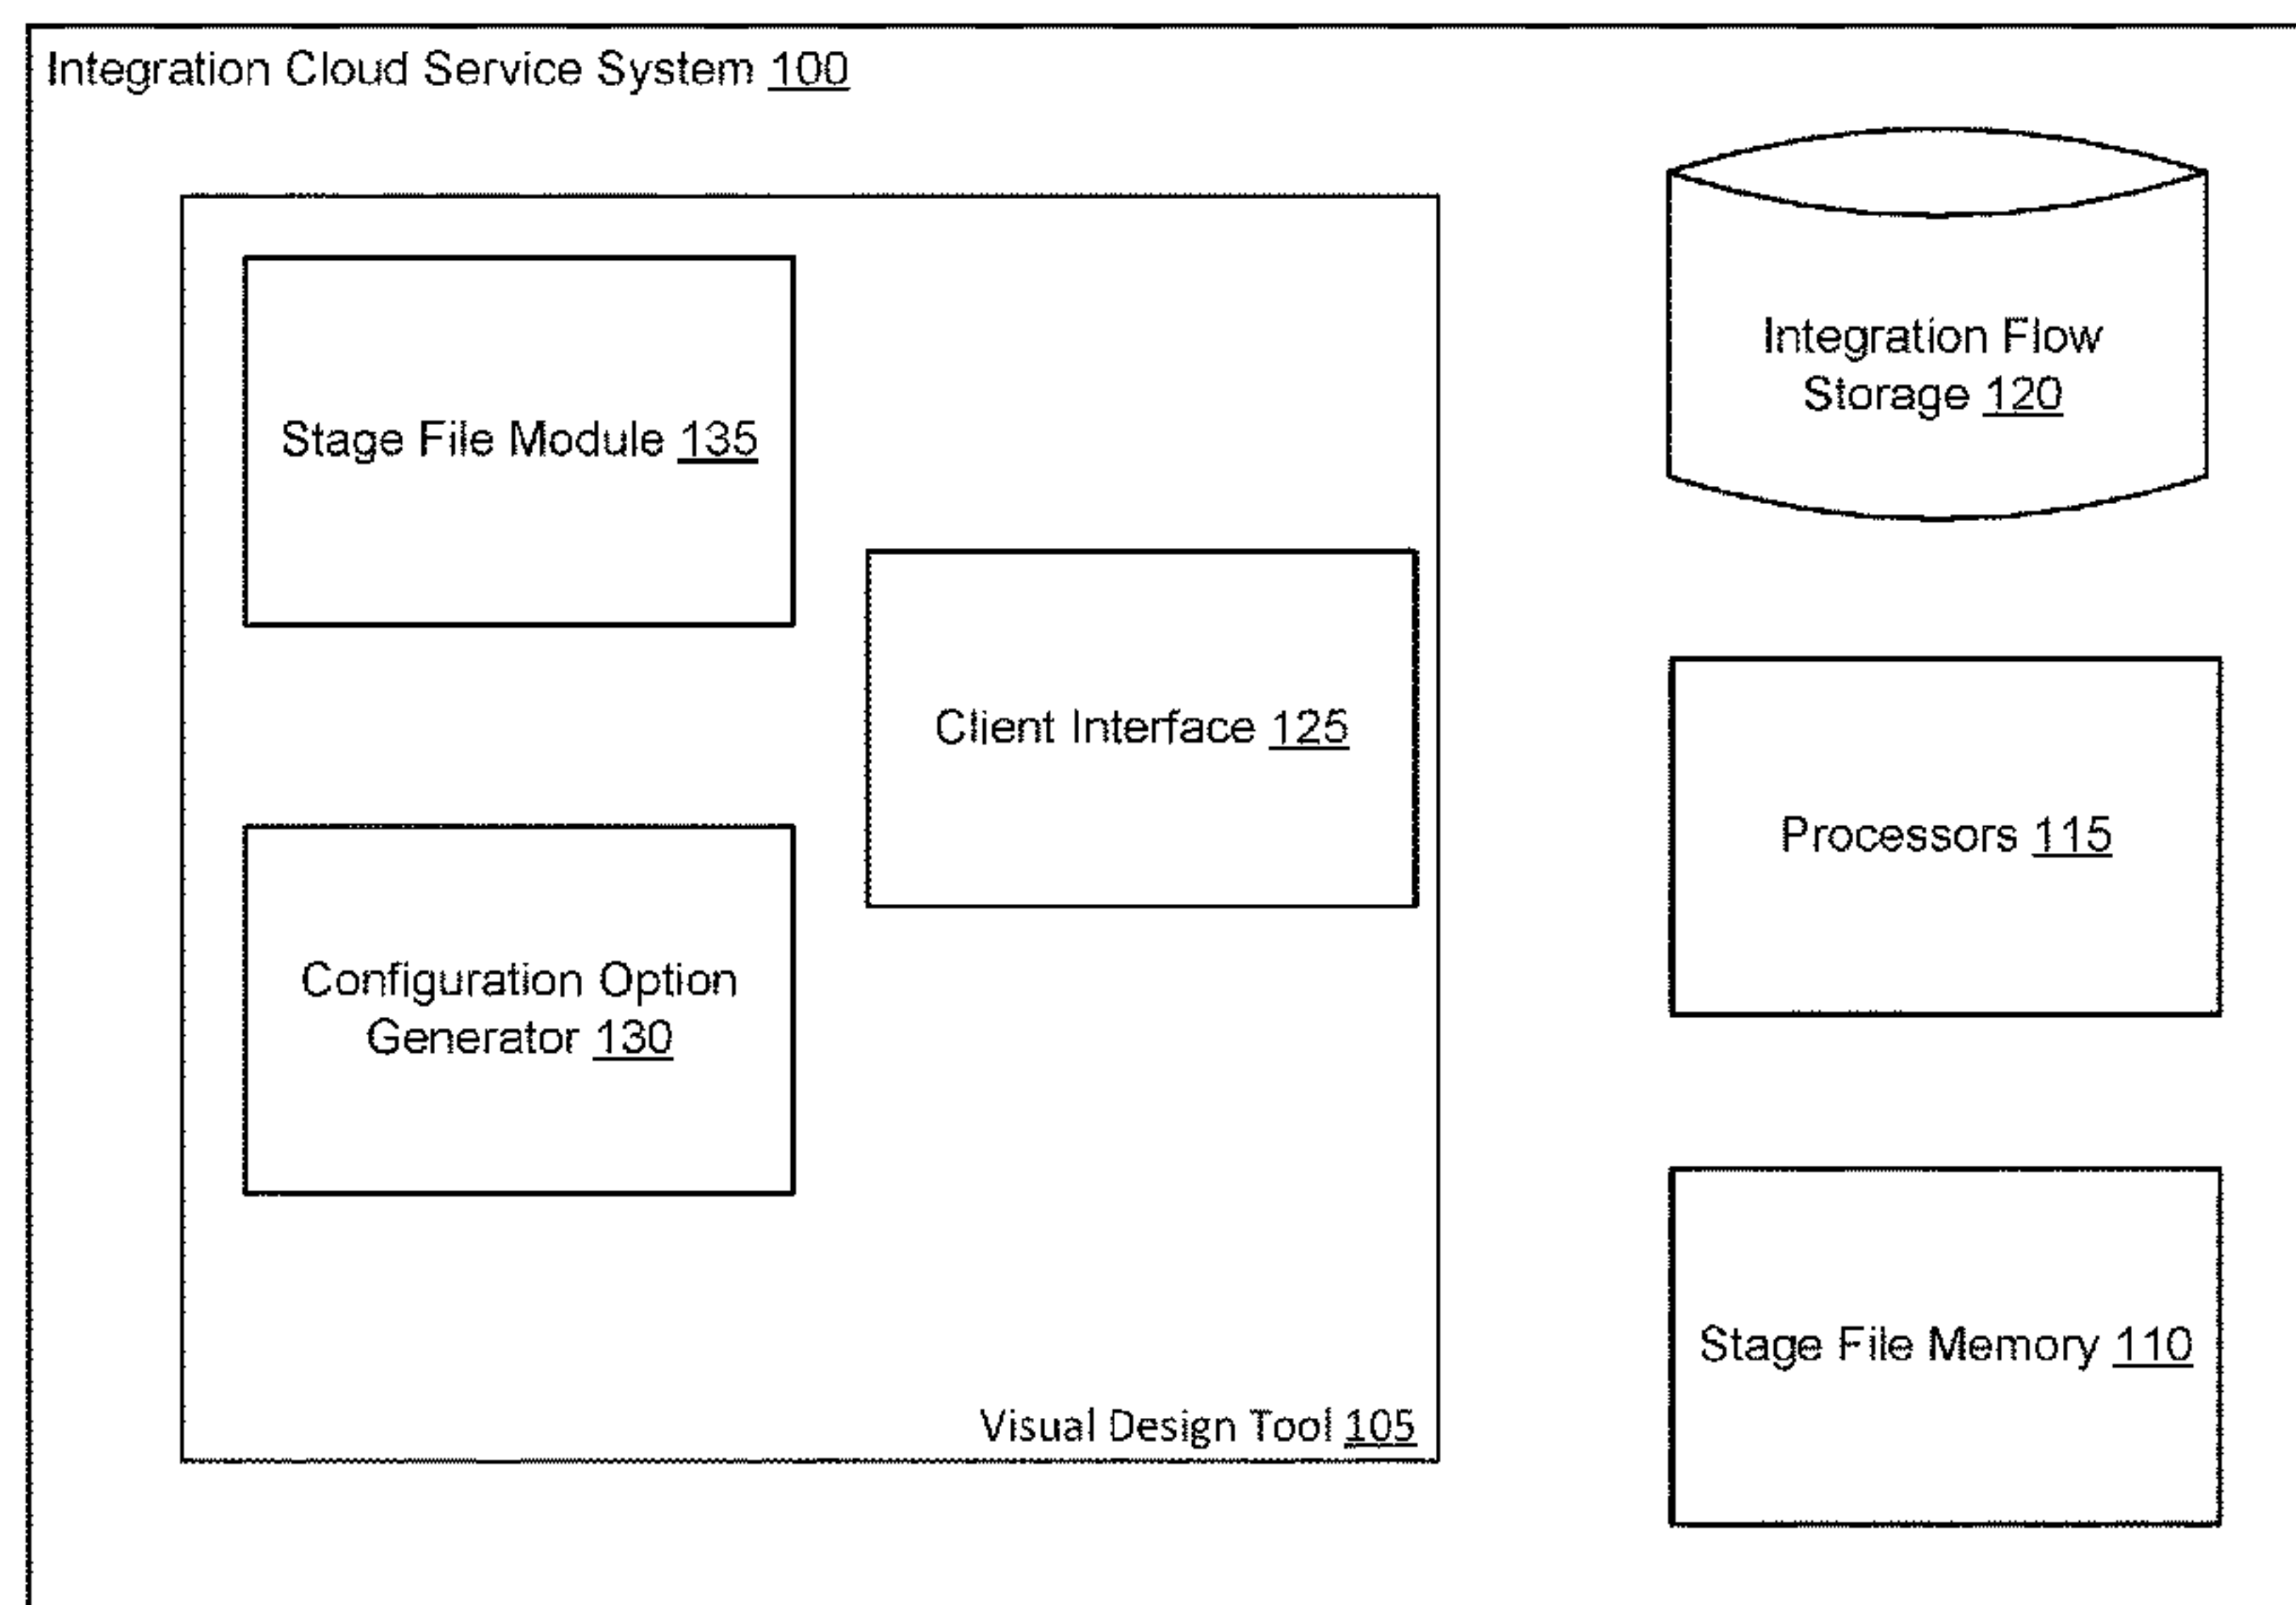 Integration Cloud Service System 100
Stage File Module 135
Client Interface 125
Configuration Option
Generator 130
Visual Design Tool 105
Integration Flow
Storage 120
Processors 115
Stage File Memory 110